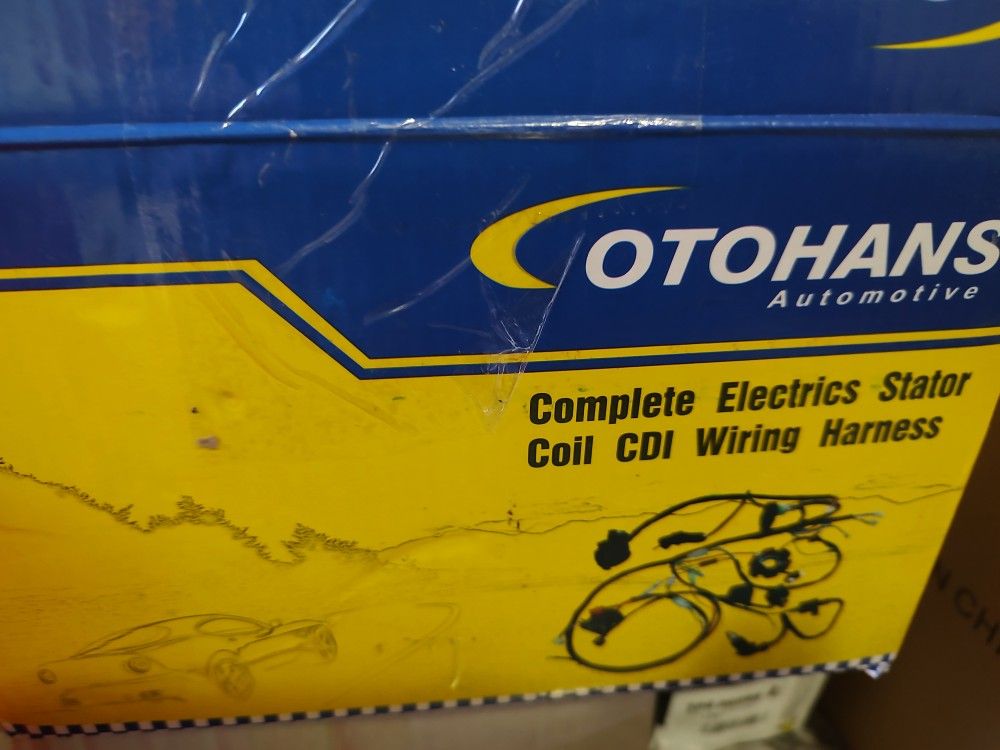 OTOHANS
Automotive
Complete Electrics Stator
Coil CDI Wiring Harness